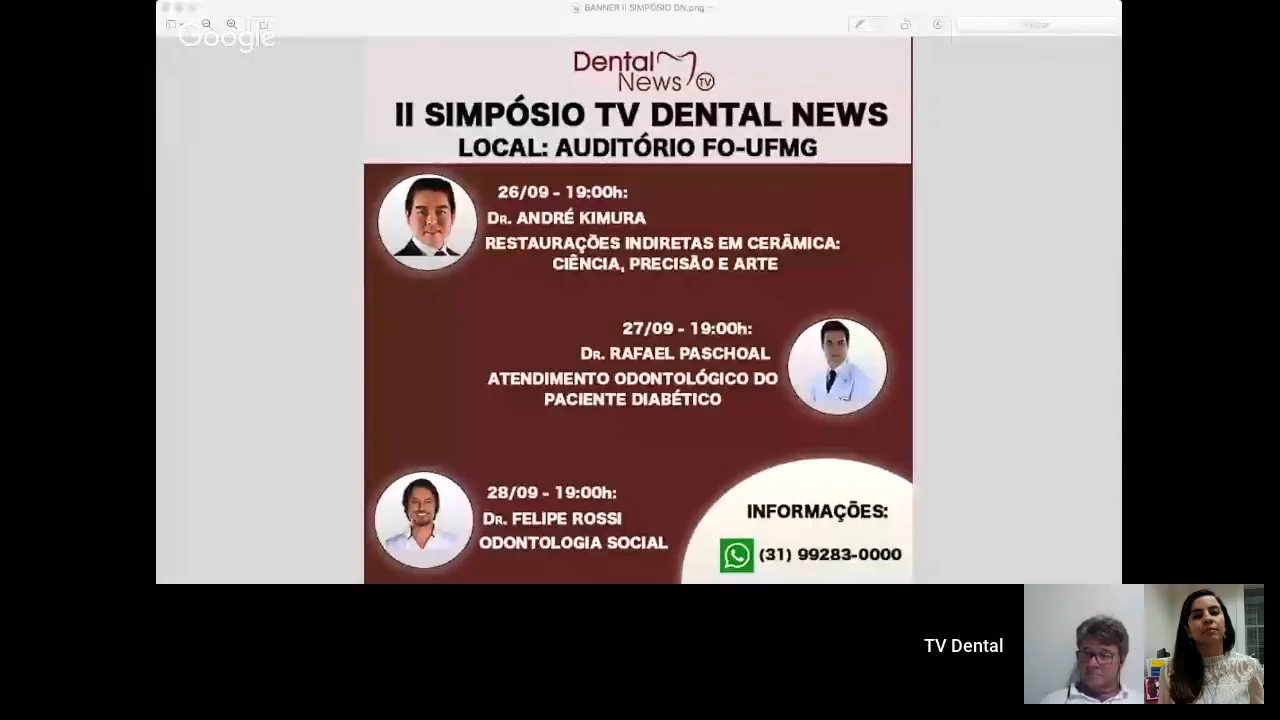 BANNER II SIMPÓSIO DN.png
Google
Dental
News TV
II SIMPÓSIO TV DENTAL NEWS
LOCAL: AUDITÓRIO FO-UFMG
26/09 - 19:00h:
DR. ANDRÉ KIMURA
RESTAURAÇÕES INDIRETAS EM CERÂMICA:
CIÊNCIA, PRECISÃO E ARTE
27/09 - 19:00h:
DR. RAFAEL PASCHOAL
ATENDIMENTO ODONTOLÓGICO DO
PACIENTE DIABÉTICO
28/09 - 19:00h:
DR. FELIPE ROSSI
ODONTOLOGIA SOCIAL
INFORMAÇÕES:
(31) 99283-0000
TV Dental